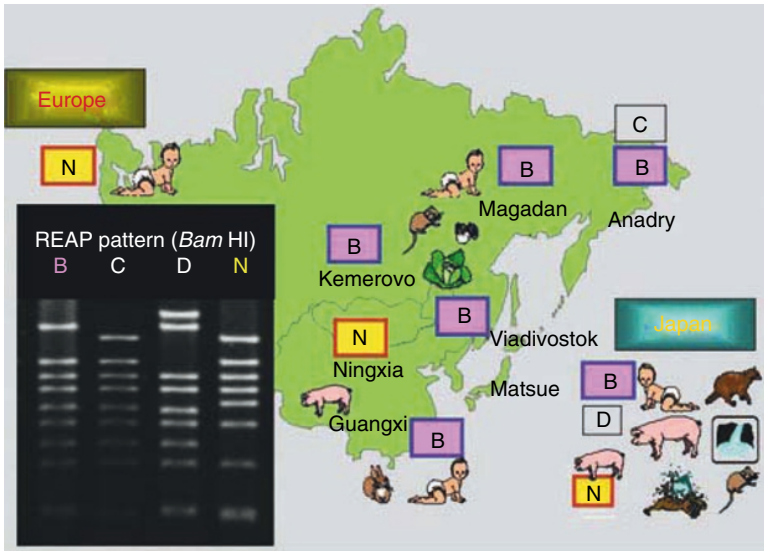 Europe
N
REAP pattern (Bam HI)
B C D N
C
B
B
Magadan
Anadry
B
Kemerovo
B
N
Viadivostok
Ningxia
Matsue
Guangxi
B
Japan
B
D
N